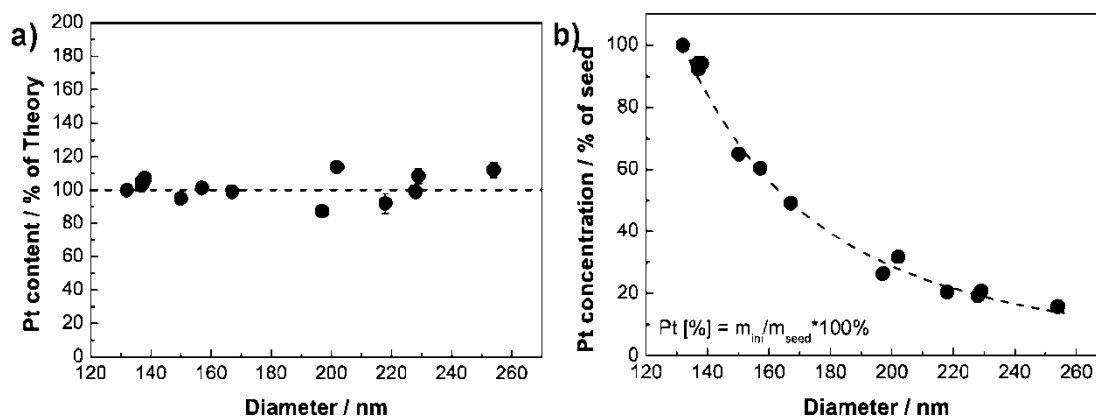 a)
Pt content / % of Theory
200
180
160
140
120
100
80
60
40
20
0
120 140 160 180 200 220 240 260
Diameter / nm
b)
Pt concentration / % of seed
100
80
60
40
20
0
Pt [%] = m_ini/m_seed*100%
120 140 160 180 200 220 240 260
Diameter / nm